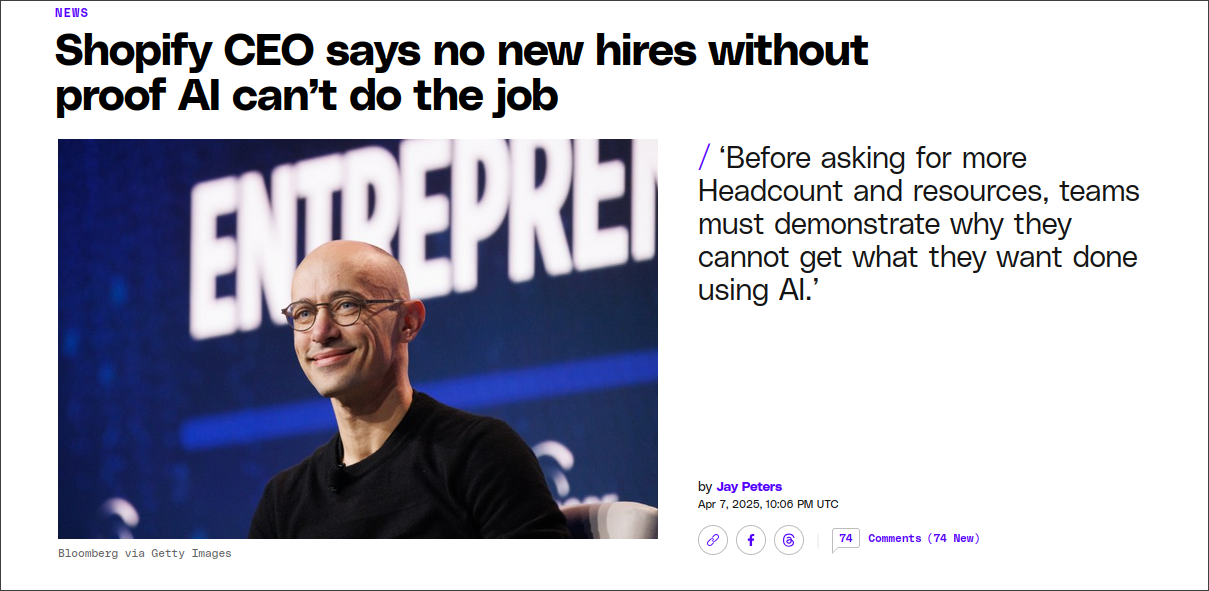 NEWS
Shopify CEO says no new hires without
proof AI can’t do the job
ENTREPREN
/ ‘Before asking for more
Headcount and resources, teams
must demonstrate why they
cannot get what they want done
using AI.’
by Jay Peters
Apr 7, 2025, 10:06 PM UTC
74 Comments (74 New)
Bloomberg via Getty Images